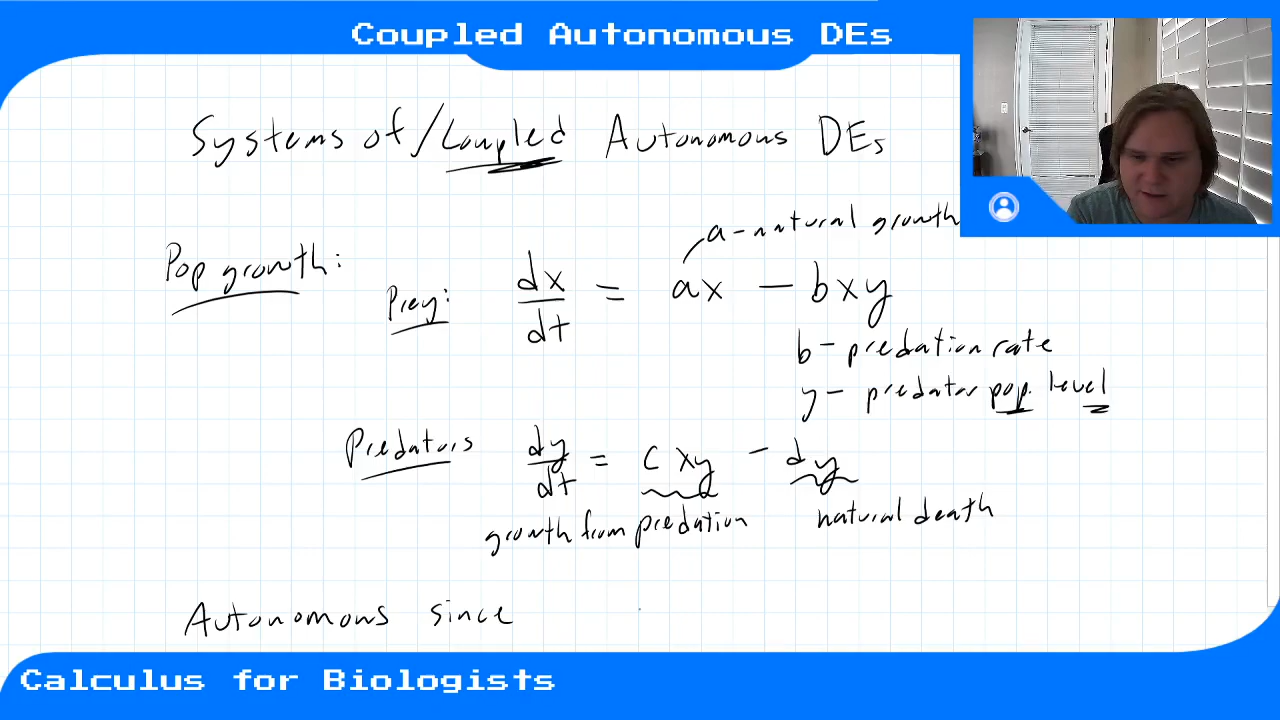 Coupled Autonomous DEs
Systems of/Coupled Autonomous DEs
a - natural growth
Pop growth:
Prey: dx/dt = ax - bxy
b - predation rate
y - predator pop. level
Predators dy/dt = cxy - dy
growth from predation natural death
Autonomous since
Calculus for Biologists